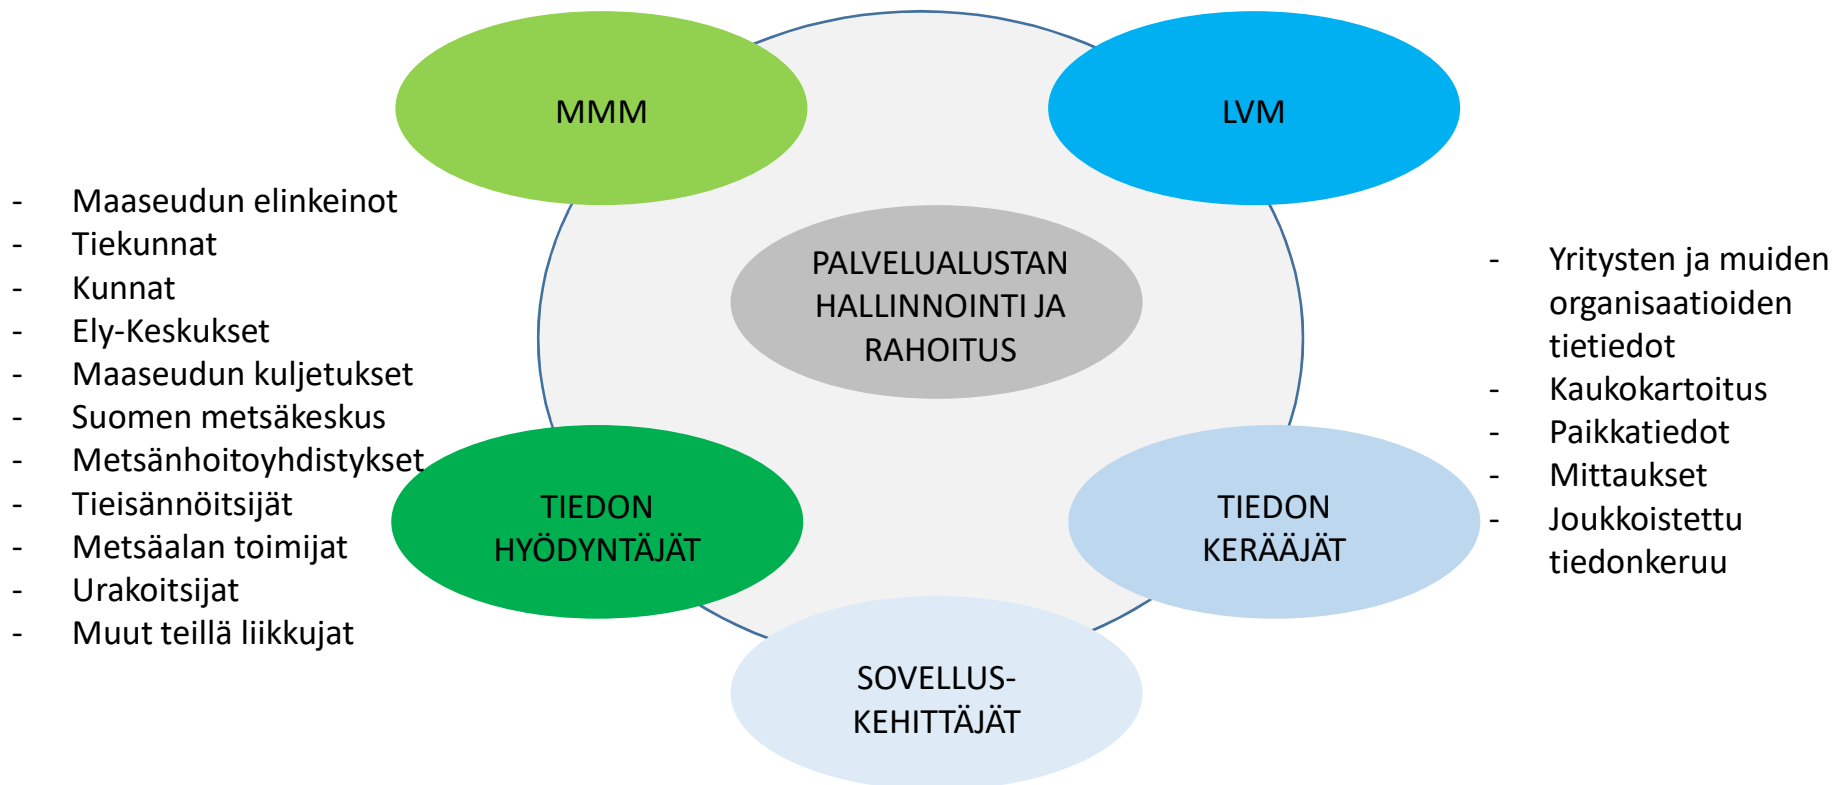 MMM
LVM
- Maaseudun elinkeinot
- Tiekunnat
- Kunnat
- Ely-Keskukset
- Maaseudun kuljetukset
- Suomen metsäkeskus
- Metsänhoitoyhdistykset
- Tieisännöitsijät
- Metsäalan toimijat
- Urakoitsijat
- Muut teillä liikkujat
PALVELUALUSTAN
HALLINNOINTI JA
RAHOITUS
- Yritysten ja muiden
organisaatioiden
tietiedot
- Kaukokartoitus
- Paikkatiedot
- Mittaukset
- Joukkoistettu
tiedonkeruu
TIEDON
HYÖDYNTÄJÄT
TIEDON
KERÄÄJÄT
SOVELLUS-
KEHITTÄJÄT